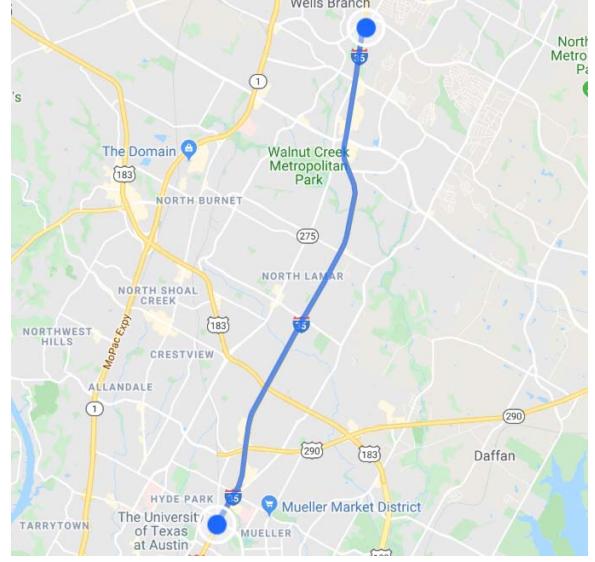 Wells Branch
35
North
Metro
Pa
1
's
The Domain
183
Walnut Creek
Metropolitan
Park
NORTH BURNET
275
NORTH LAMAR
NORTH SHOAL
CREEK
183
35
NORTHWEST
HILLS
MoPac Expy
CRESTVIEW
ALLANDALE
1
290
290
183
Daffan
HYDE PARK
35
Mueller Market District
The University
of Texas
at Austin
MUELLER
TARRYTOWN